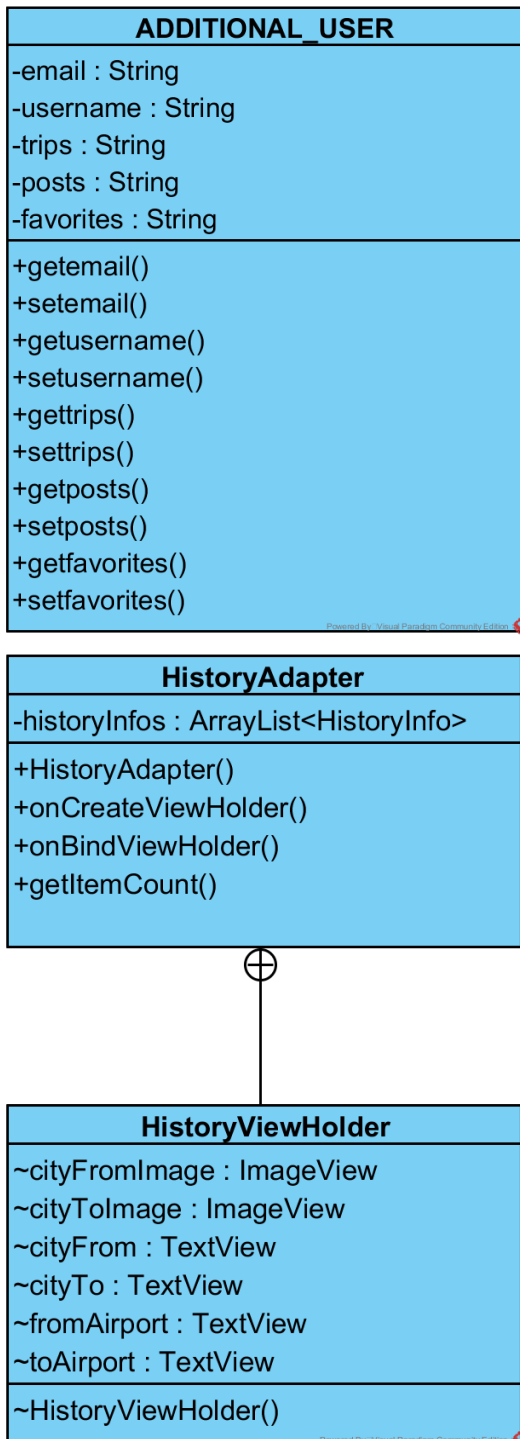 ADDITIONAL_USER
-email : String
-username : String
-trips : String
-posts : String
-favorites : String
+getemail()
+setemail()
+getusername()
+setusername()
+gettrips()
+settrips()
+getposts()
+setposts()
+getfavorites()
+setfavorites()
Powered By Visual Paradigm Community Edition
HistoryAdapter
-historyInfos : ArrayList<HistoryInfo>
+HistoryAdapter()
+onCreateViewHolder()
+onBindViewHolder()
+getItemCount()
HistoryViewHolder
~cityFromImage : ImageView
~cityToImage : ImageView
~cityFrom : TextView
~cityTo : TextView
~fromAirport : TextView
~toAirport : TextView
~HistoryViewHolder()